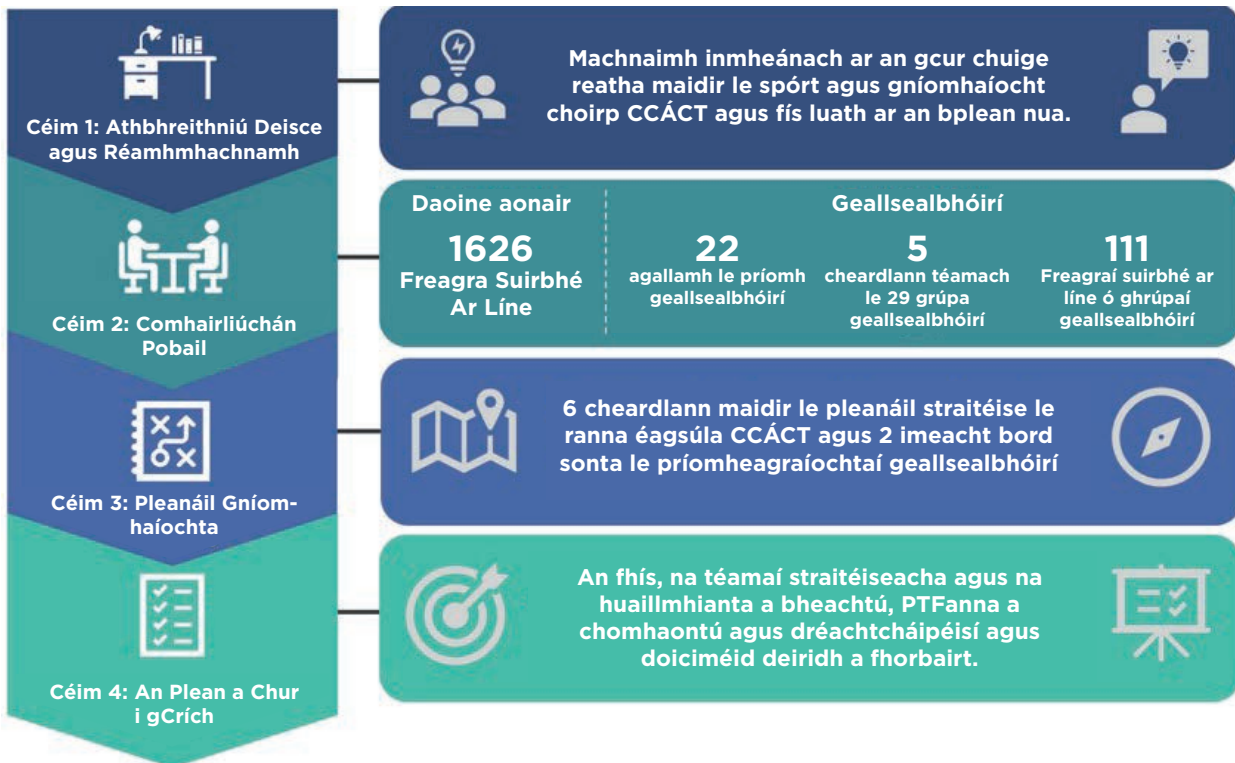 Céim 1: Athbhreithniú Deisce
agus Réamhmhachnamh
Machnaimh inmheánach ar an gcur chuige
reatha maidir le spórt agus gníomhaíocht
choirp CCÁCT agus fís luath ar an bplean nua.
Céim 2: Comhairliúchán
Pobail
Daoine aonair
1626
Freagra Suirbhé
Ar Líne
Geallsealbhóirí
22
agallamh le príomh
geallsealbhóirí
5
cheardlann téamach
le 29 grúpa
geallsealbhóirí
111
Freagraí suirbhé ar
líne ó ghrúpaí
geallsealbhóirí
Céim 3: Pleanáil Gníom-
haíochta
6 cheardlann maidir le pleanáil straitéise le
ranna éagsúla CCÁCT agus 2 imeacht bord
sonta le príomheagraíochtaí geallsealbhóirí
Céim 4: An Plean a Chur
i gCrích
An fhís, na téamaí straitéiseacha agus na
huaillmhianta a bheachtú, PTFanna a
chomhaontú agus dréachtcháipéisí agus
doiciméid deiridh a fhorbairt.